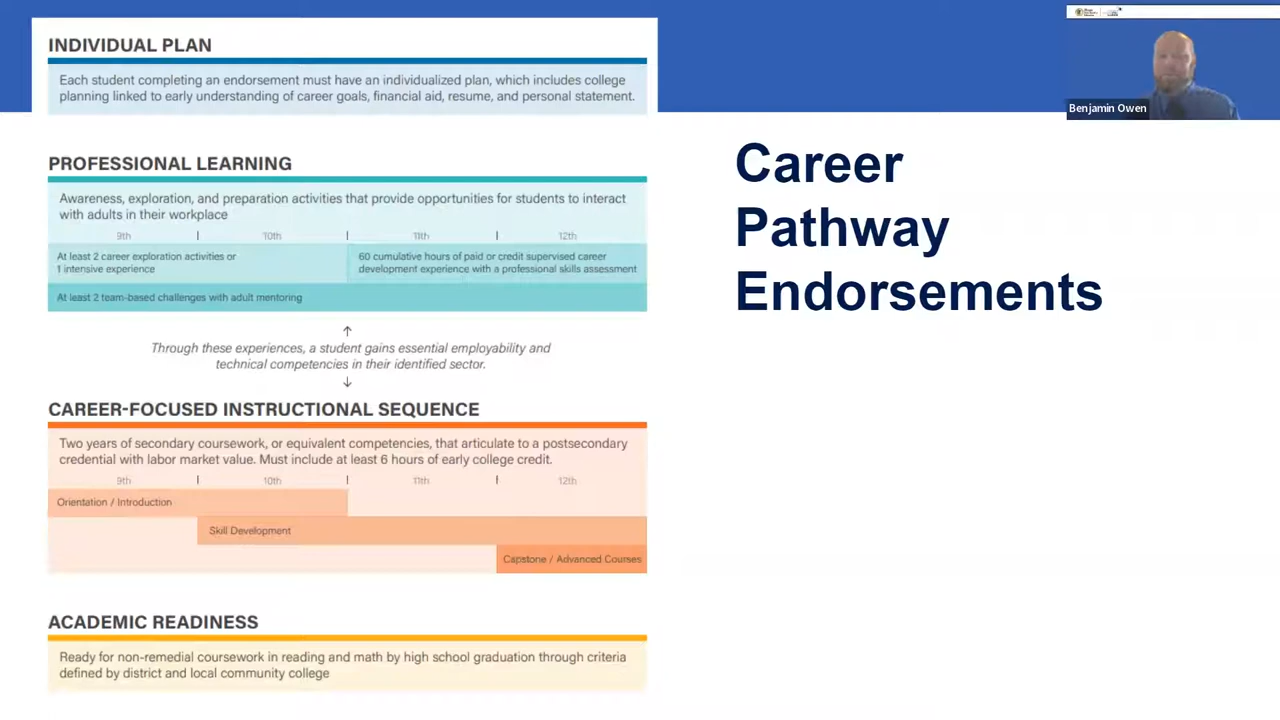 INDIVIDUAL PLAN
Each student completing an endorsement must have an individualized plan, which includes college
planning linked to early understanding of career goals, financial aid, resume, and personal statement.
PROFESSIONAL LEARNING
Awareness, exploration, and preparation activities that provide opportunities for students to interact
with adults in their workplace
9th 10th 11th 12th
At least 2 career exploration activities or
1 intensive experience
60 cumulative hours of paid or credit supervised career
development experience with a professional skills assessment
At least 2 team-based challenges with adult mentoring
↑
Through these experiences, a student gains essential employability and
technical competencies in their identified sector.
↓
CAREER-FOCUSED INSTRUCTIONAL SEQUENCE
Two years of secondary coursework, or equivalent competencies, that articulate to a postsecondary
credential with labor market value. Must include at least 6 hours of early college credit.
9th 10th 11th 12th
Orientation / Introduction
Skill Development
Capstone / Advanced Courses
ACADEMIC READINESS
Ready for non-remedial coursework in reading and math by high school graduation through criteria
defined by district and local community college
Career
Pathway
Endorsements
Benjamin Owen